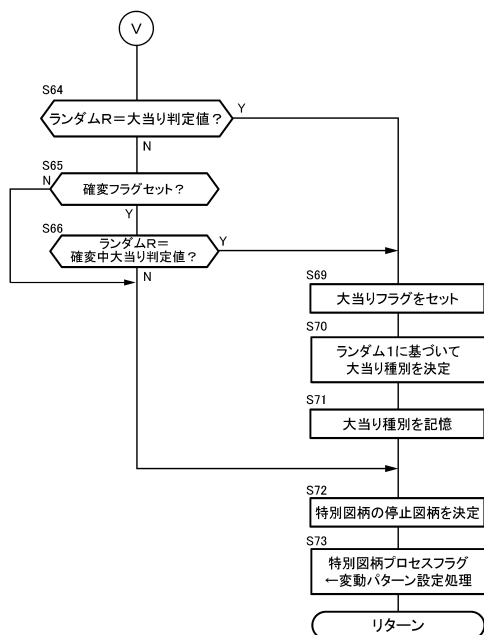 V
S64
ランダムR＝大当り判定値？
Y
N
S65
N
確変フラグセット？
Y
S66
ランダムR＝
確変中大当り判定値？
Y
N
S69
大当りフラグをセット
S70
ランダム1に基づいて
大当り種別を決定
S71
大当り種別を記憶
S72
特別図柄の停止図柄を決定
S73
特別図柄プロセスフラグ
←変動パターン設定処理
リターン